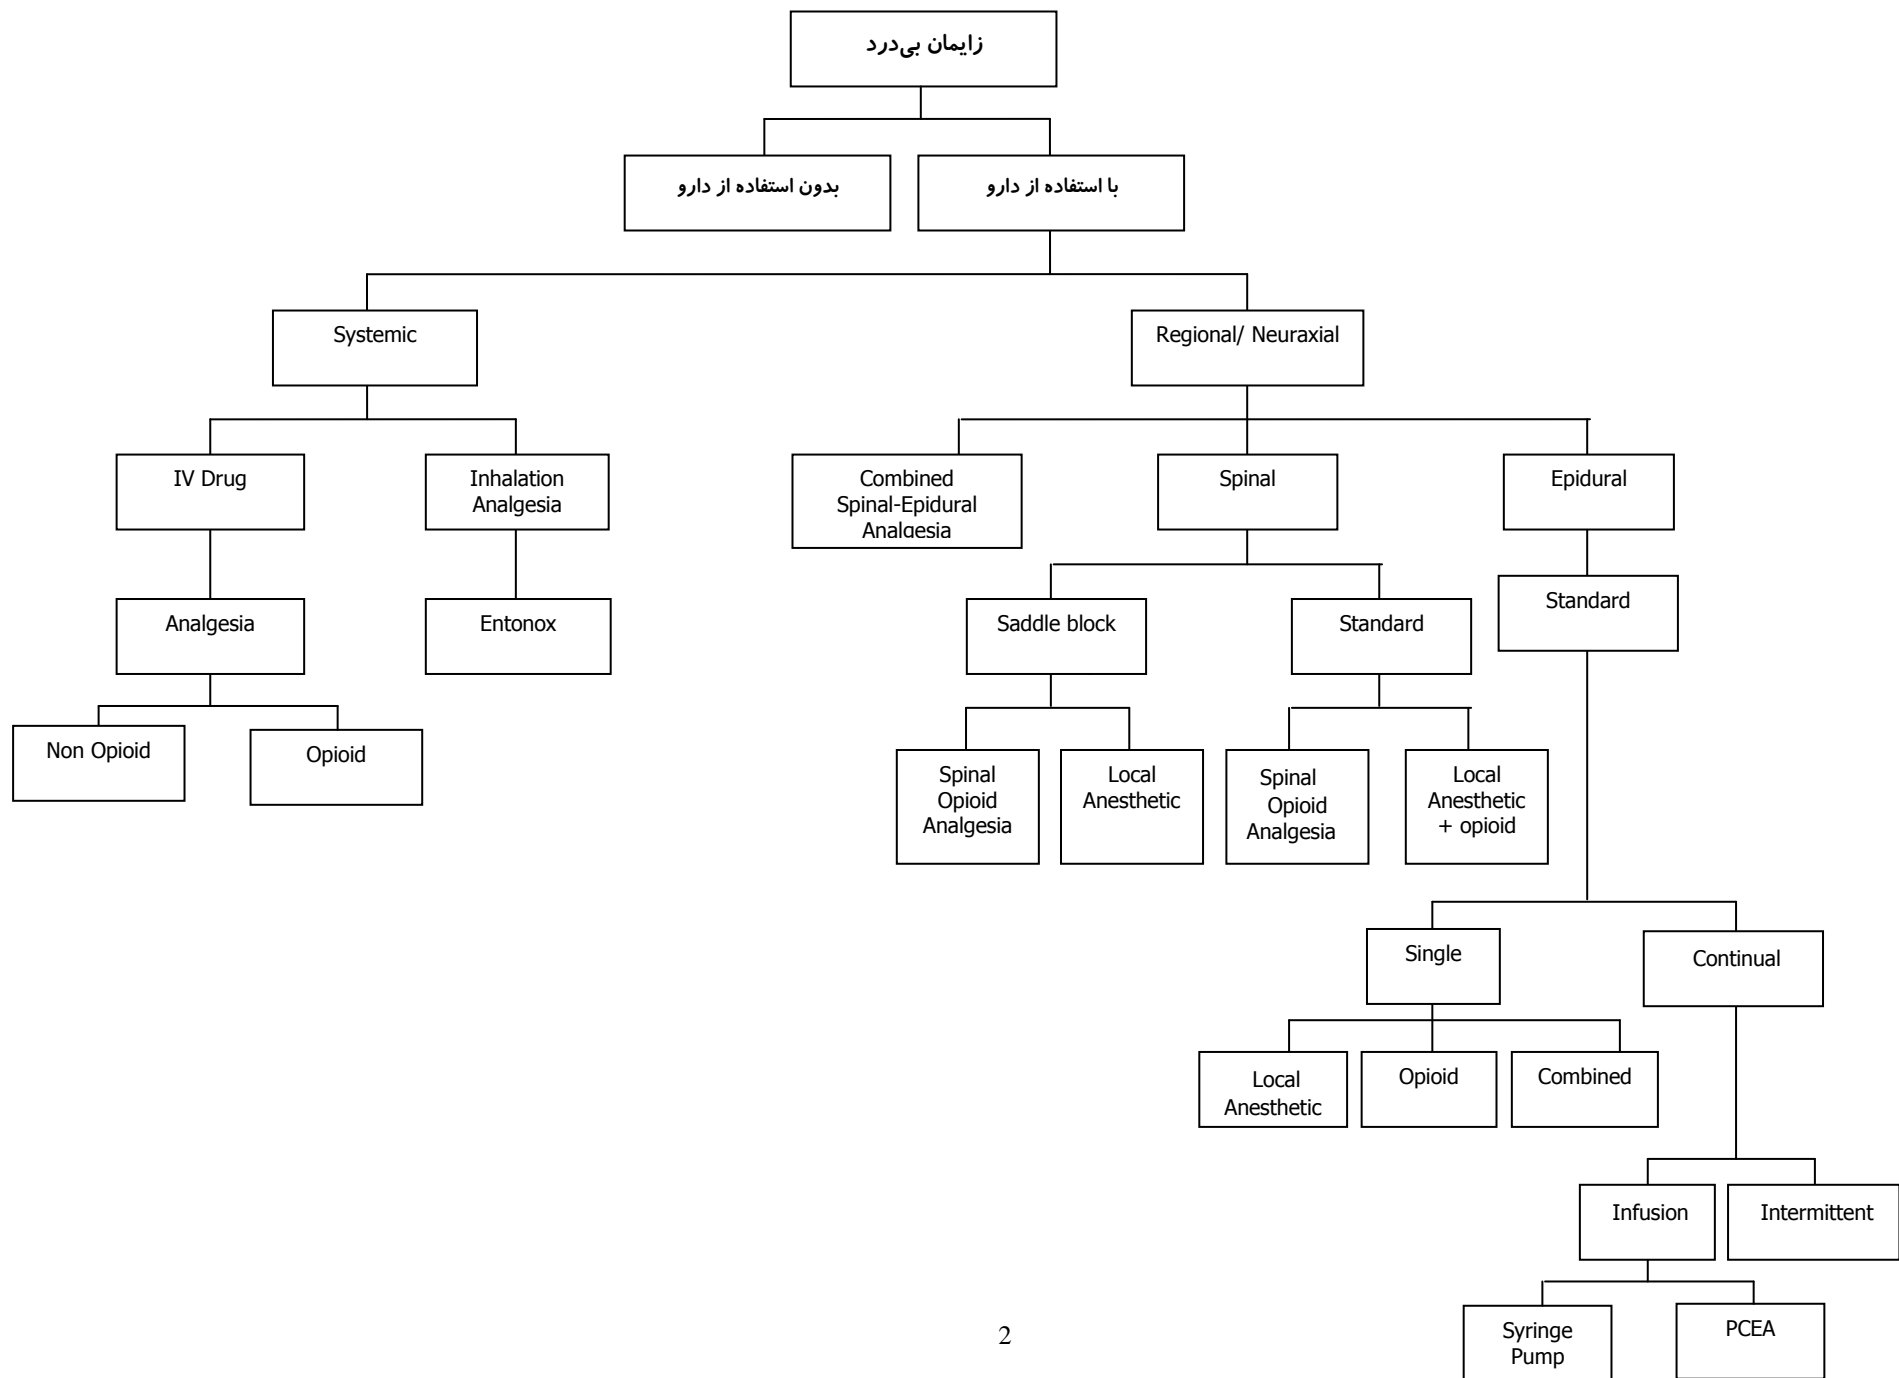 زایمان بی‌درد
بدون استفاده از دارو
با استفاده از دارو
Systemic
Regional/ Neuraxial
IV Drug
Inhalation
Analgesia
Combined
Spinal-Epidural
Analgesia
Spinal
Epidural
Analgesia
Entonox
Saddle block
Standard
Standard
Non Opioid
Opioid
Spinal
Opioid
Analgesia
Local
Anesthetic
Spinal
Opioid
Analgesia
Local
Anesthetic
+ opioid
Single
Continual
Local
Anesthetic
Opioid
Combined
Infusion
Intermittent
Syringe
Pump
PCEA
2